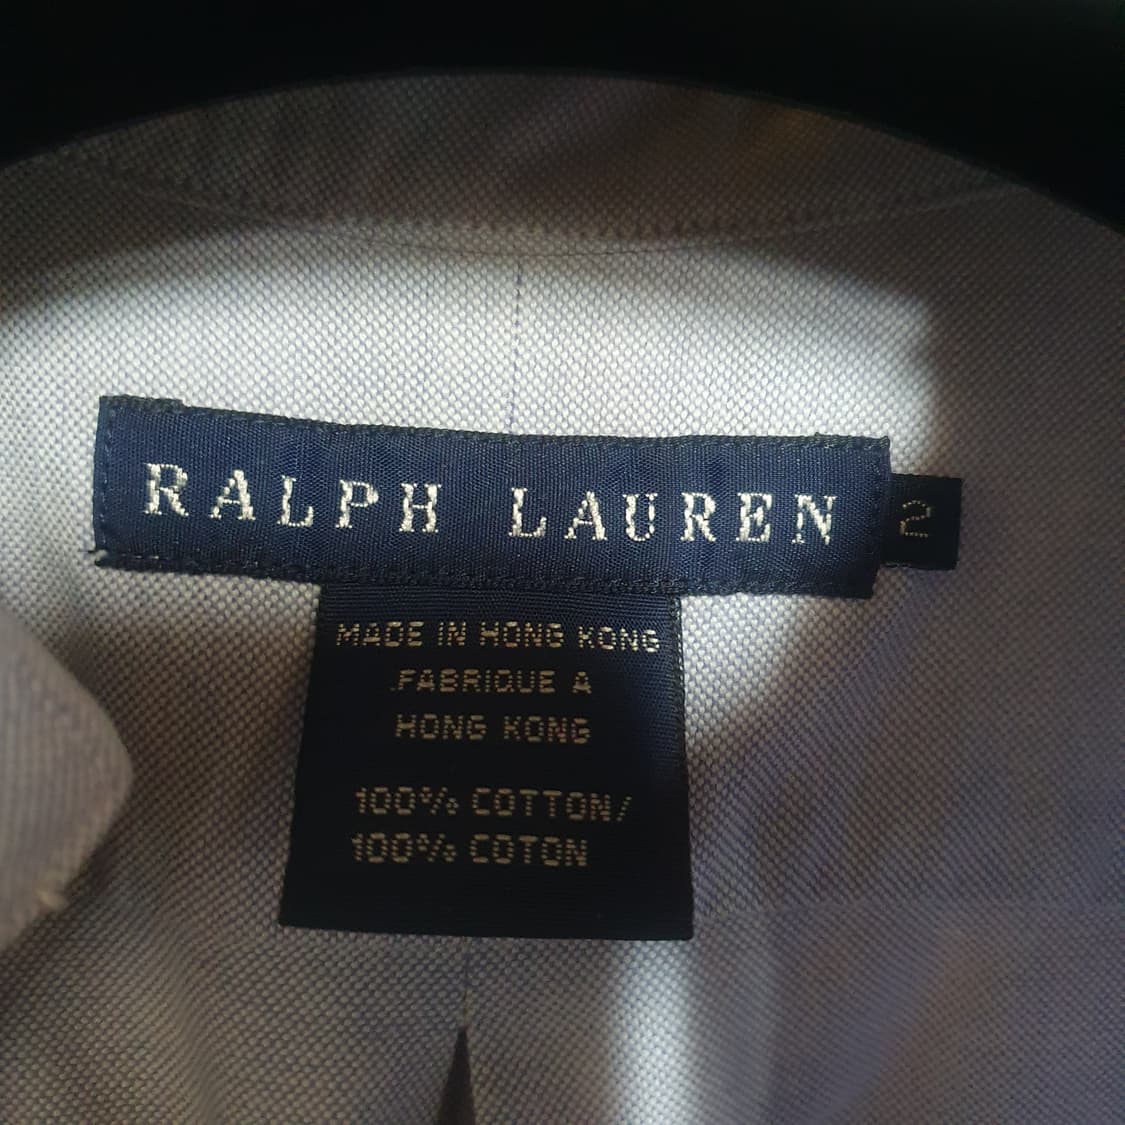 RALPH LAUREN
2
MADE IN HONG KONG
FABRIQUE A
HONG KONG
100% COTTON/
100% COTON